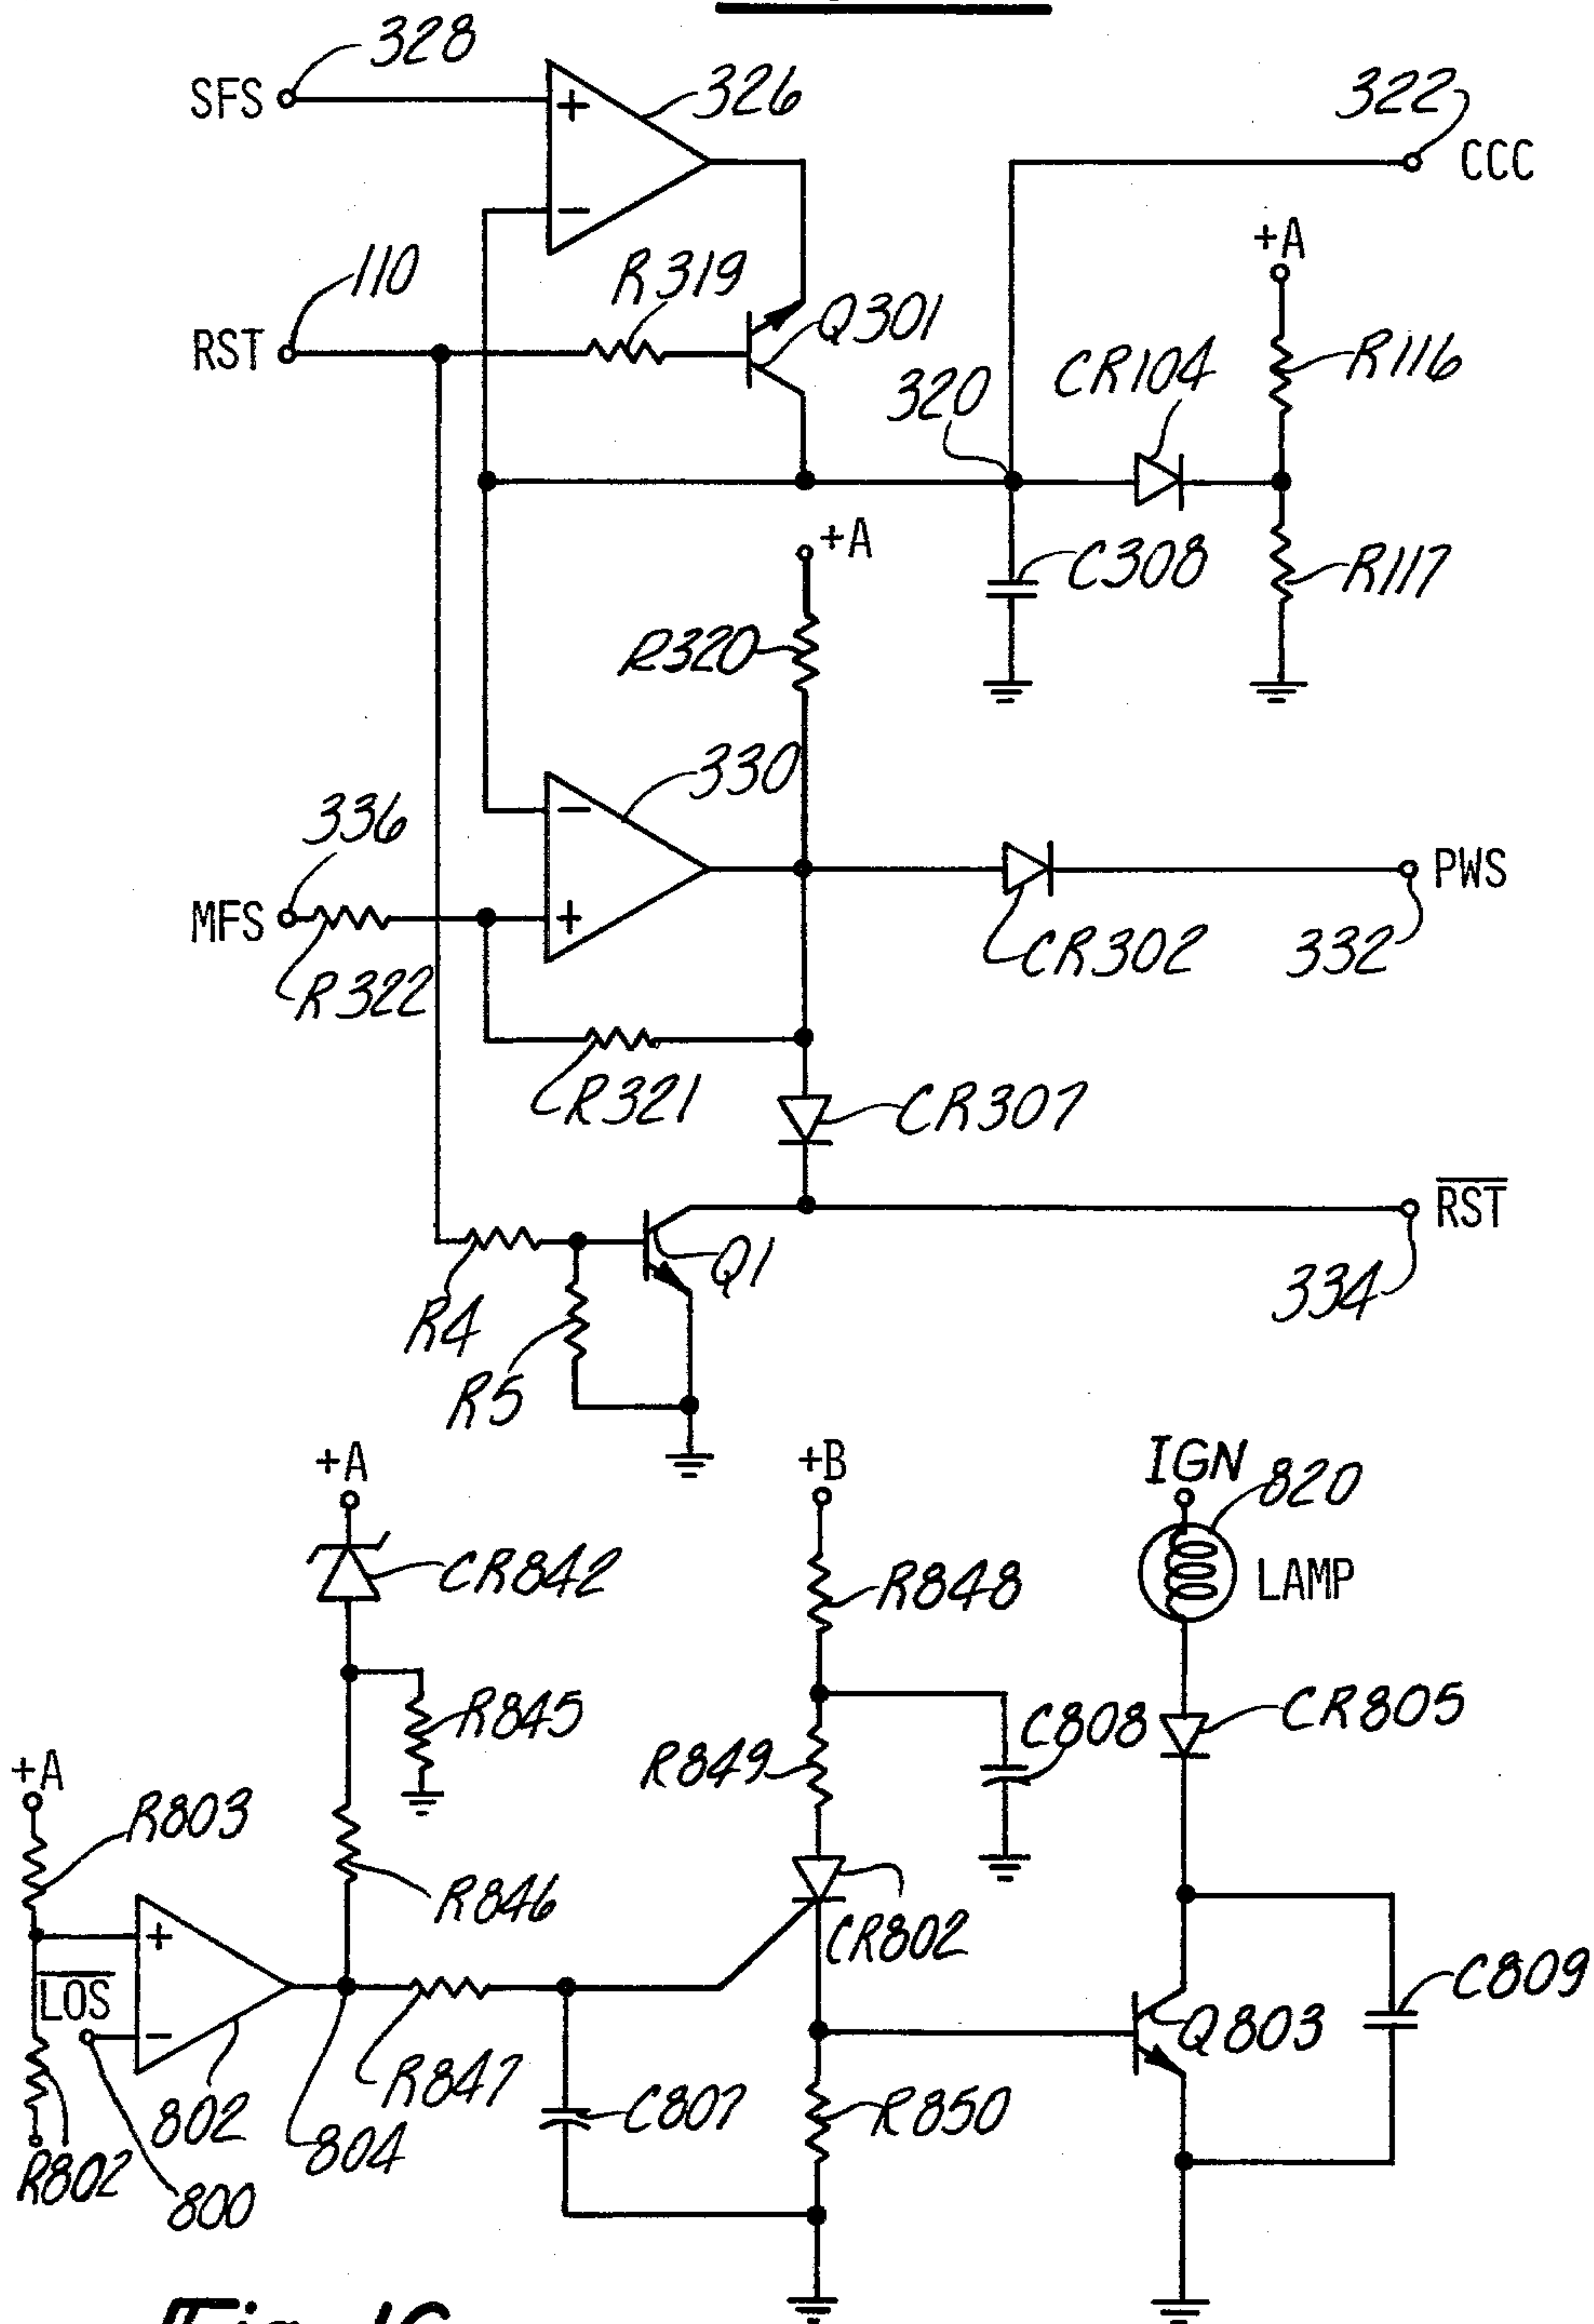 328
SFS
+
326
322
CCC
−
+A
110
R319
RST
Q301
CR104
R116
320
+A
C308
R117
R320
330
336
−
PWS
MFS
+
CR302
332
R322
R321
CR307
RST
Q1
334
R4
R5
+A
+B
IGN
820
CR842
R848
LAMP
R845
CR805
C808
R849
+A
R803
R846
CR802
+
C809
LOS
Q803
−
R847
802
C807
R850
804
R802
800